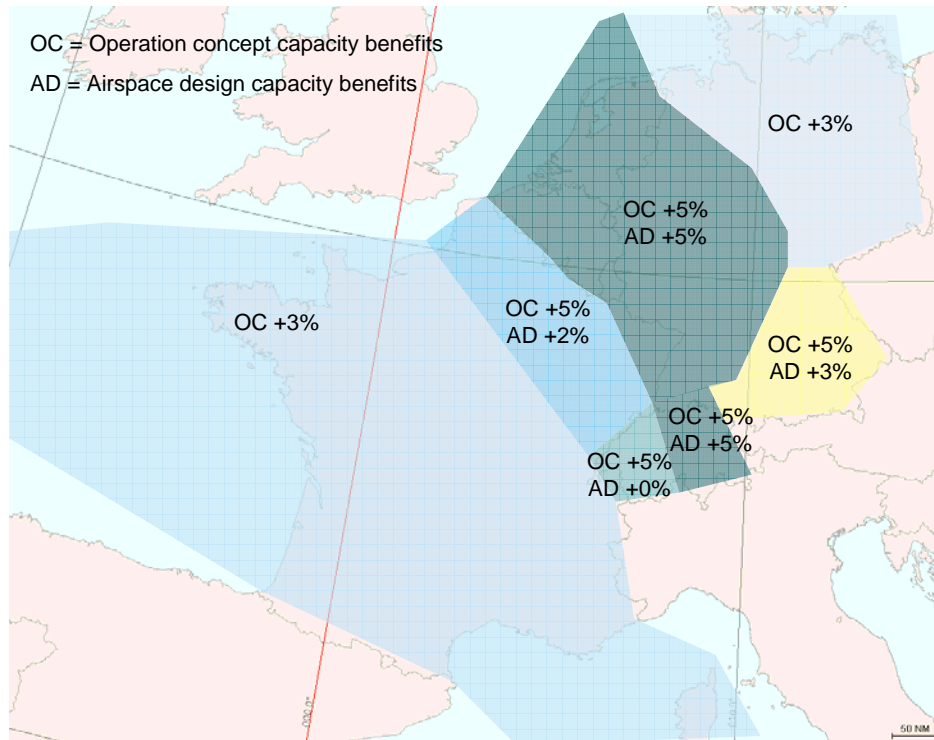 OC = Operation concept capacity benefits
AD = Airspace design capacity benefits
OC +3%
OC +5%
AD +5%
OC +3%
OC +5%
AD +2%
OC +5%
AD +3%
OC +5%
AD +5%
OC +5%
AD +0%
50 NM